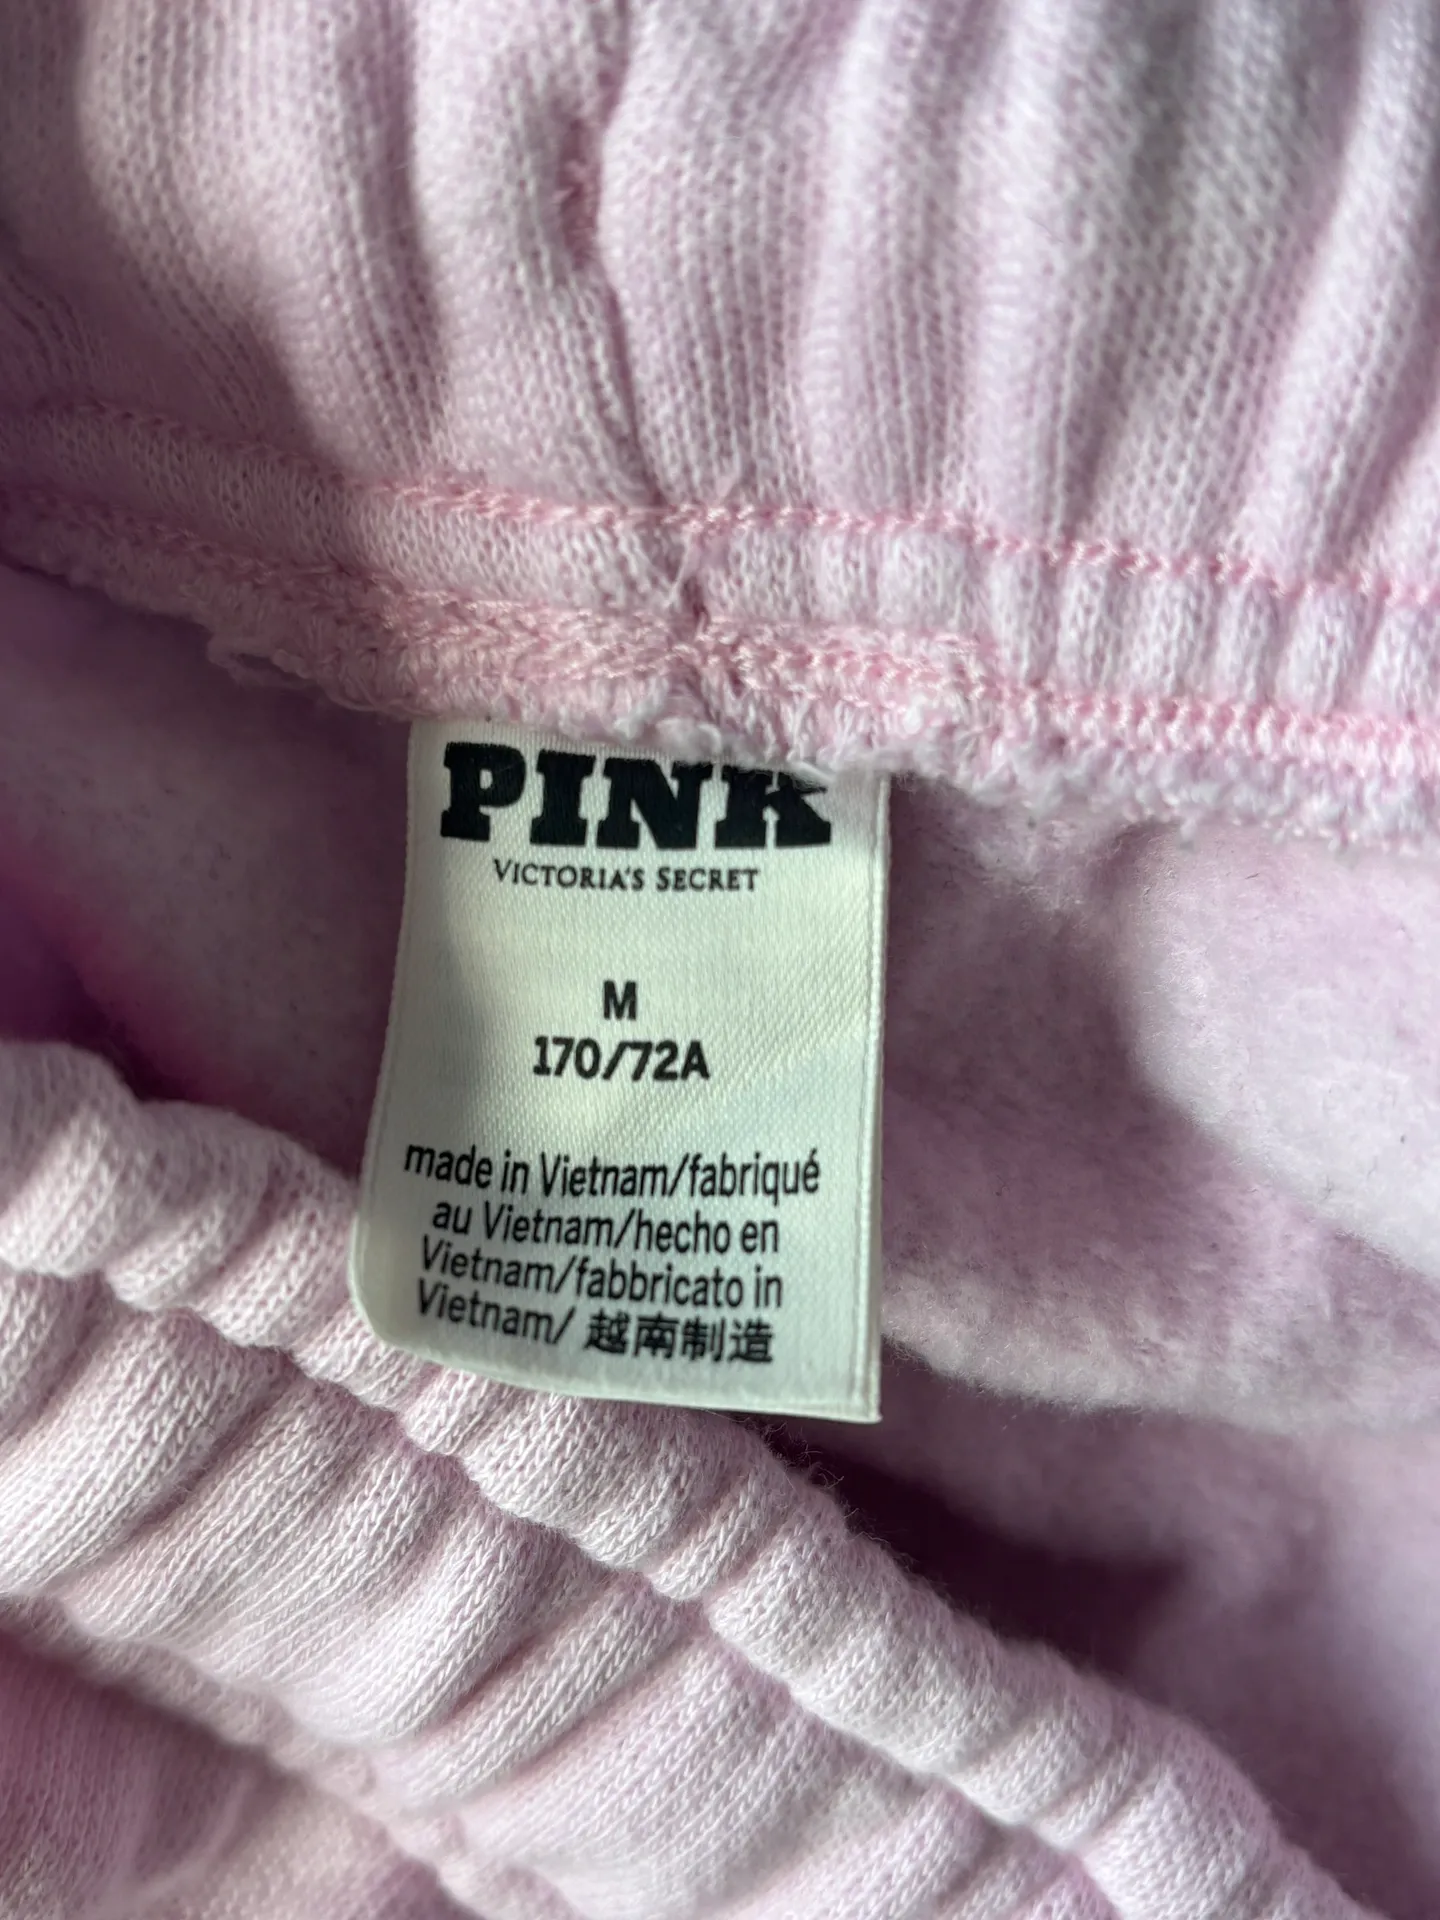 PINK
VICTORIA'S SECRET
M
170/72A
made in Vietnam/fabriqué
au Vietnam/hecho en
Vietnam/fabbricato in
Vietnam/ 越南制造